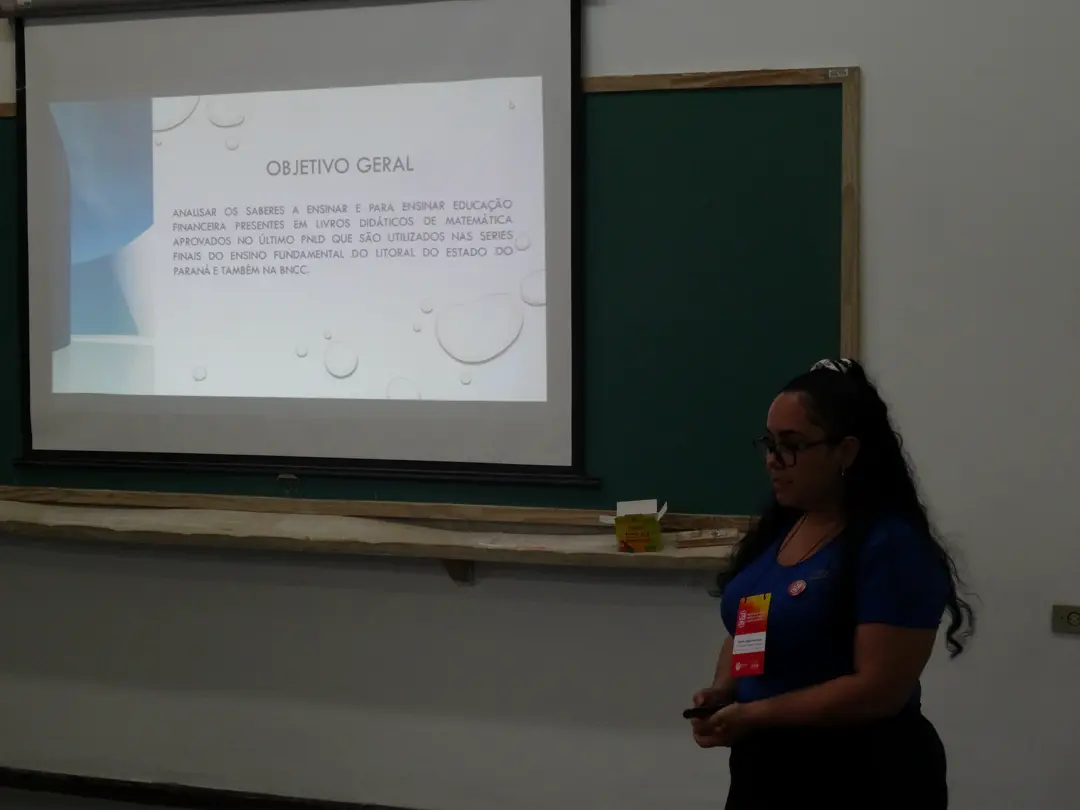 OBJETIVO GERAL
ANALISAR OS SABERES A ENSINAR E PARA ENSINAR EDUCAÇÃO
FINANCEIRA PRESENTES EM LIVROS DIDÁTICOS DE MATEMÁTICA
APROVADOS NO ÚLTIMO PNLD QUE SÃO UTILIZADOS NAS SERIES
FINAIS DO ENSINO FUNDAMENTAL DO LITORAL DO ESTADO DO
PARANÁ E TAMBÉM NA BNCC.